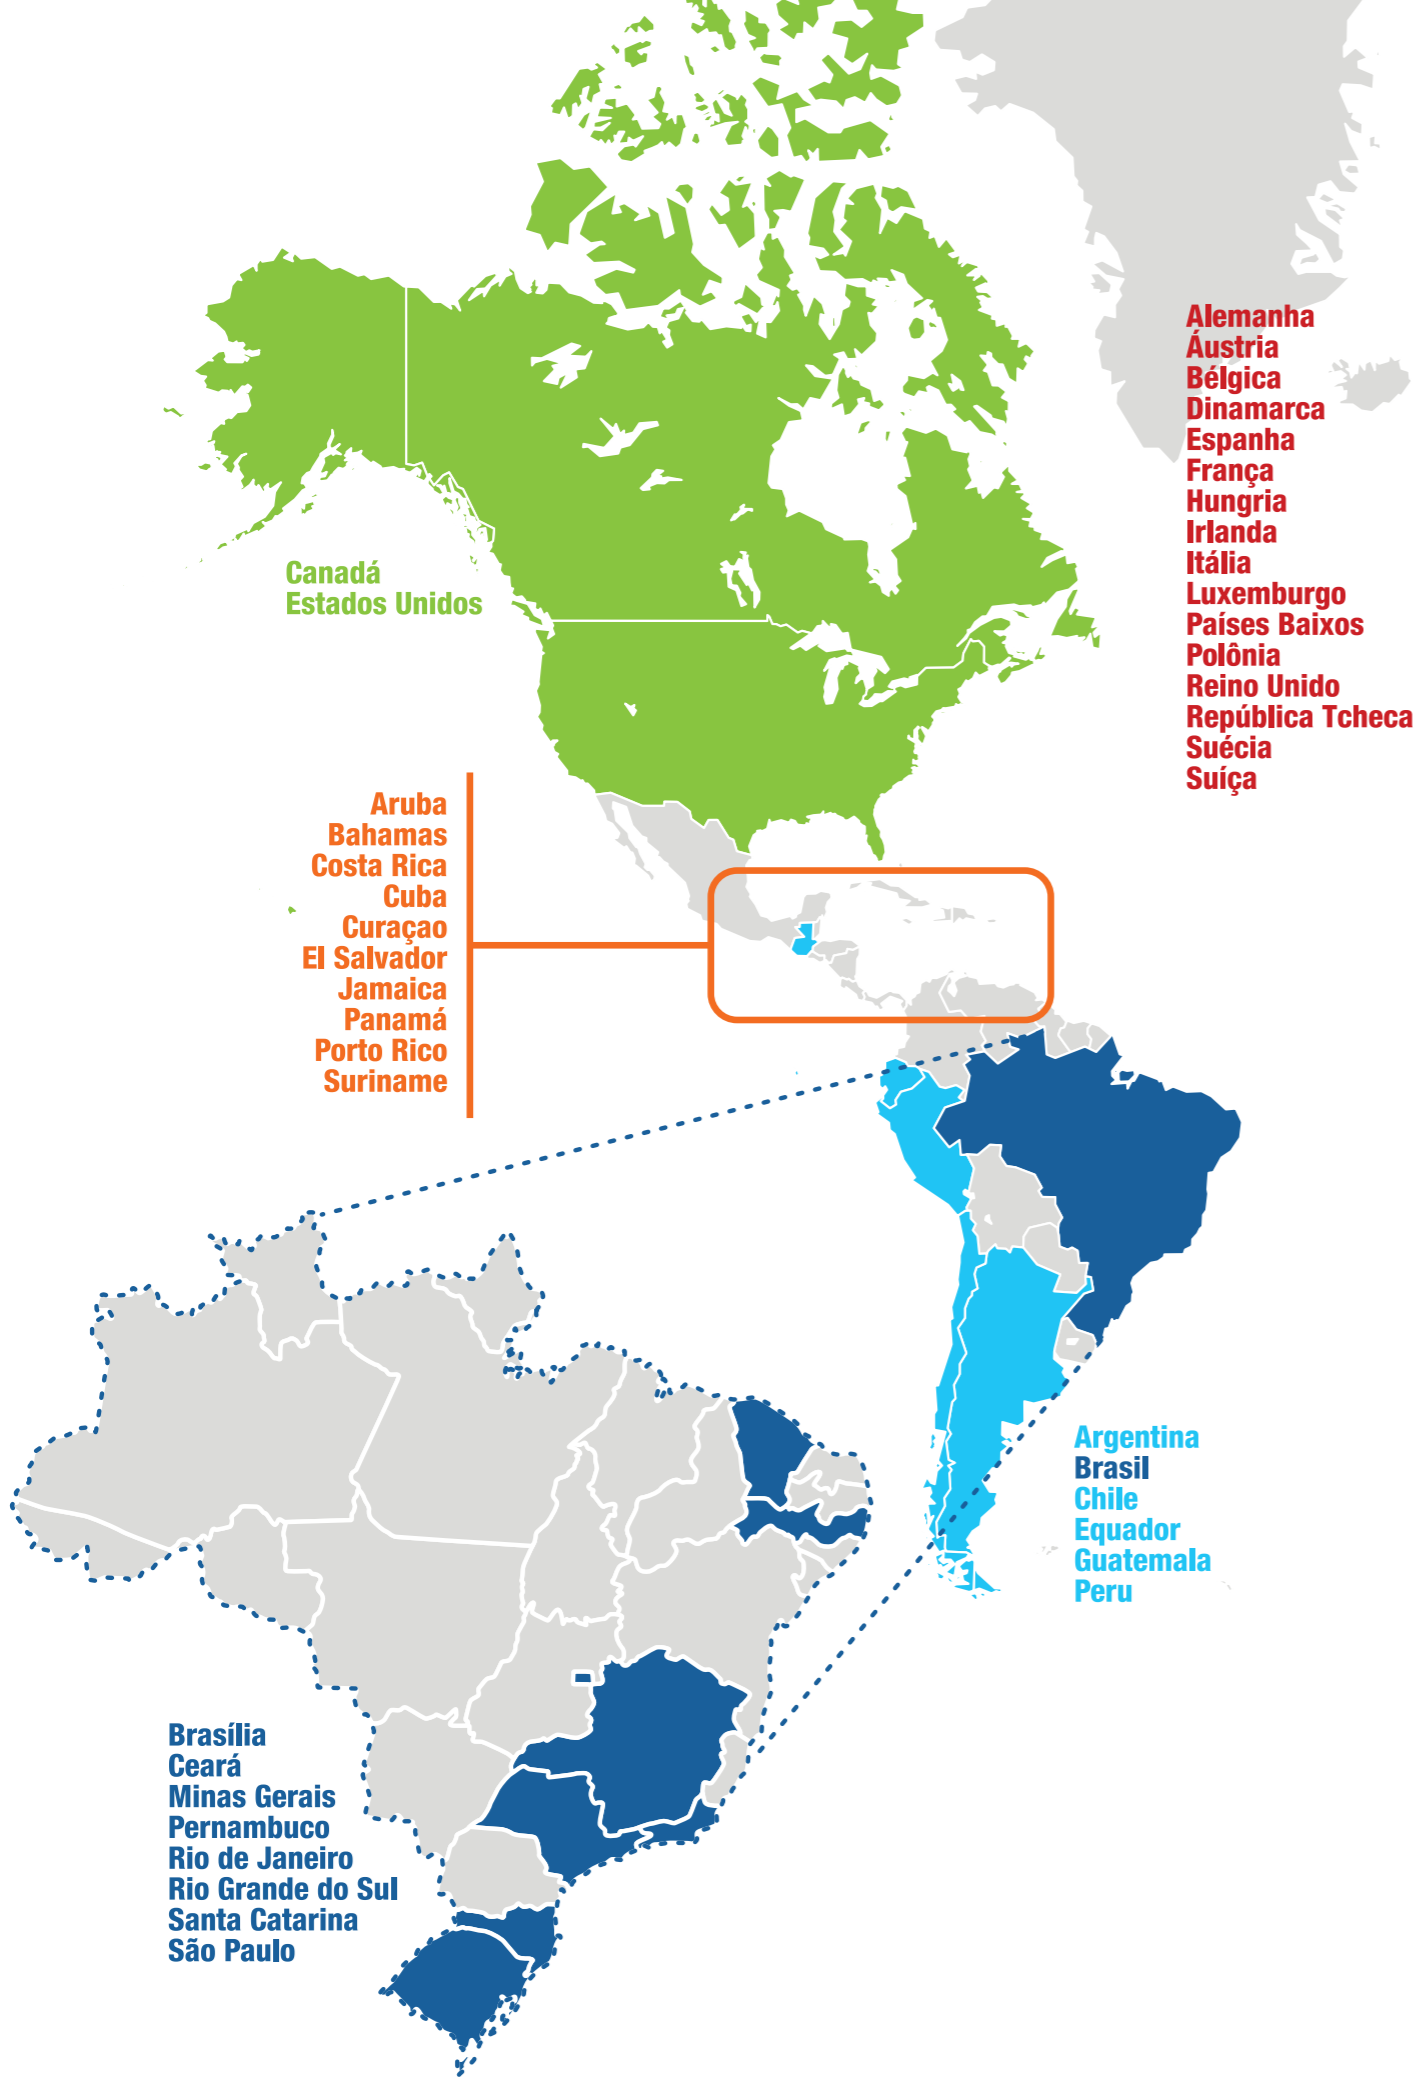 Alemanha
Áustria
Bélgica
Dinamarca
Espanha
França
Hungria
Irlanda
Itália
Luxemburgo
Países Baixos
Polônia
Reino Unido
República Tcheca
Suécia
Suíça
Canadá
Estados Unidos
Aruba
Bahamas
Costa Rica
Cuba
Curaçao
El Salvador
Jamaica
Panamá
Porto Rico
Suriname
Argentina
Brasil
Chile
Equador
Guatemala
Peru
Brasília
Ceará
Minas Gerais
Pernambuco
Rio de Janeiro
Rio Grande do Sul
Santa Catarina
São Paulo